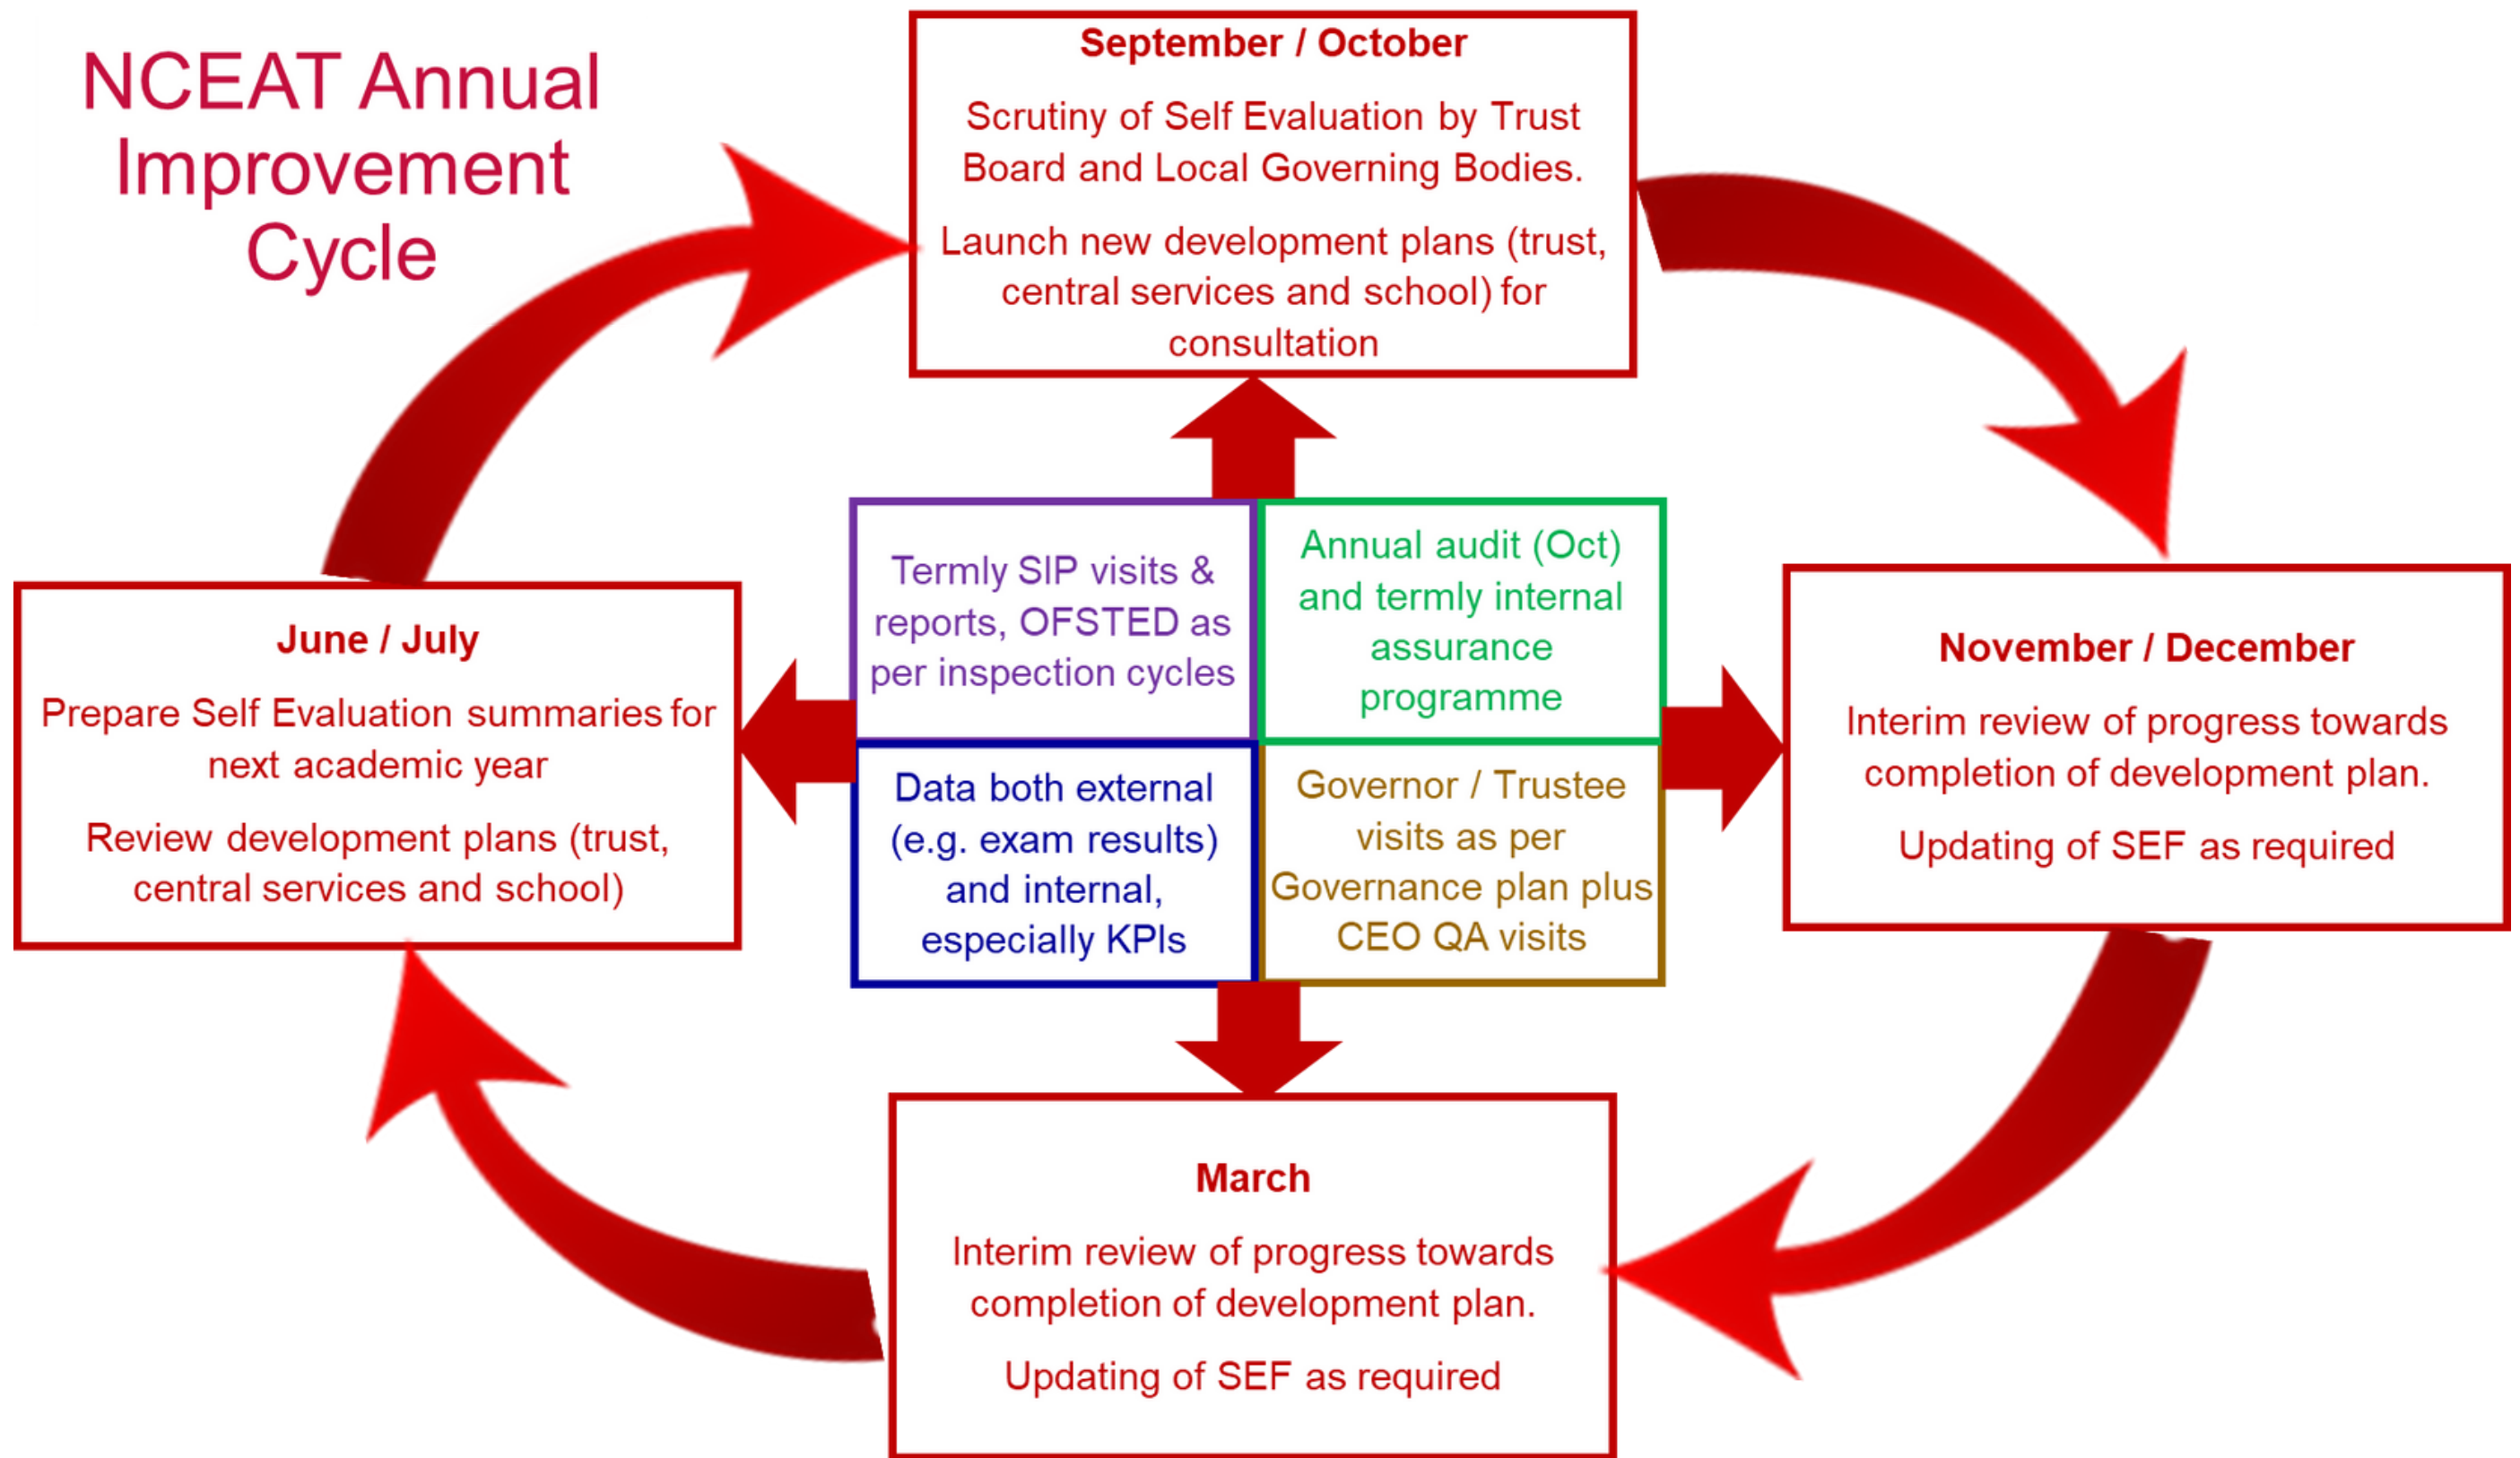 NCEAT Annual
Improvement
Cycle
September / October
Scrutiny of Self Evaluation by Trust
Board and Local Governing Bodies.
Launch new development plans (trust,
central services and school) for
consultation
Termly SIP visits &
reports, OFSTED as
per inspection cycles
Annual audit (Oct)
and termly internal
assurance
programme
June / July
Prepare Self Evaluation summaries for
next academic year
Review development plans (trust,
central services and school)
Data both external
(e.g. exam results)
and internal,
especially KPIs
Governor / Trustee
visits as per
Governance plan plus
CEO QA visits
November / December
Interim review of progress towards
completion of development plan.
Updating of SEF as required
March
Interim review of progress towards
completion of development plan.
Updating of SEF as required